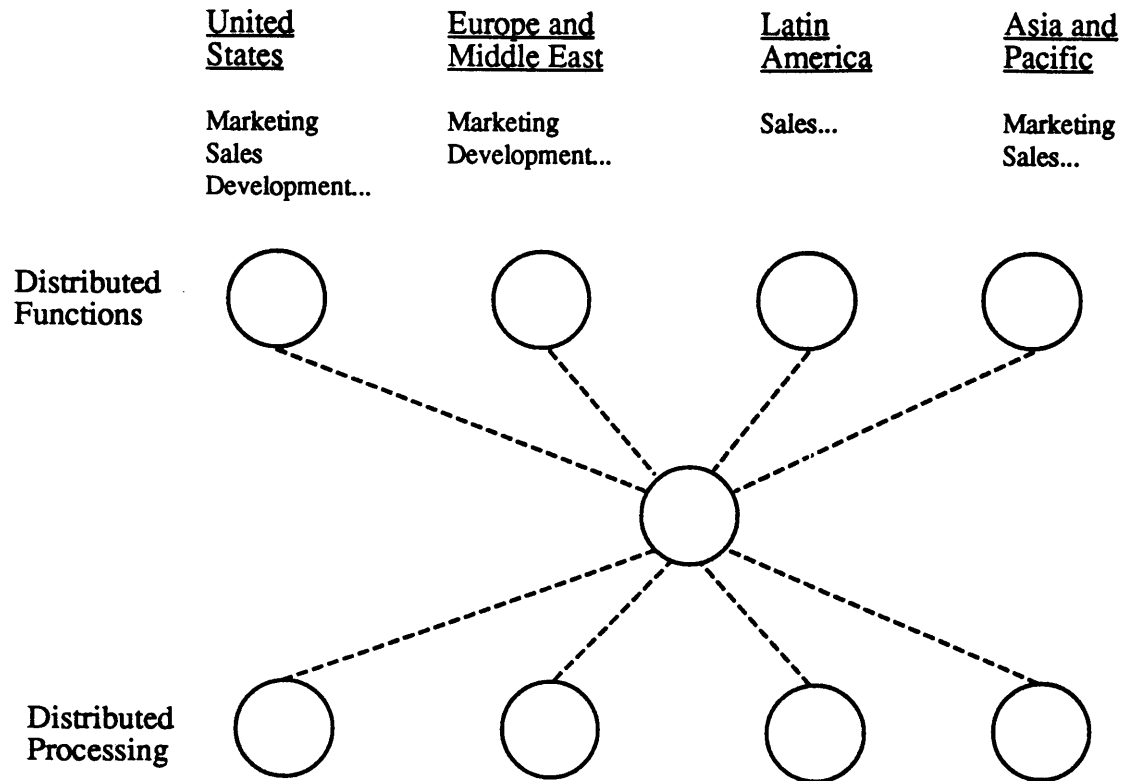 United
States
Europe and
Middle East
Latin
America
Asia and
Pacific
Marketing
Sales
Development...
Marketing
Development...
Sales...
Marketing
Sales...
Distributed
Functions
Distributed
Processing